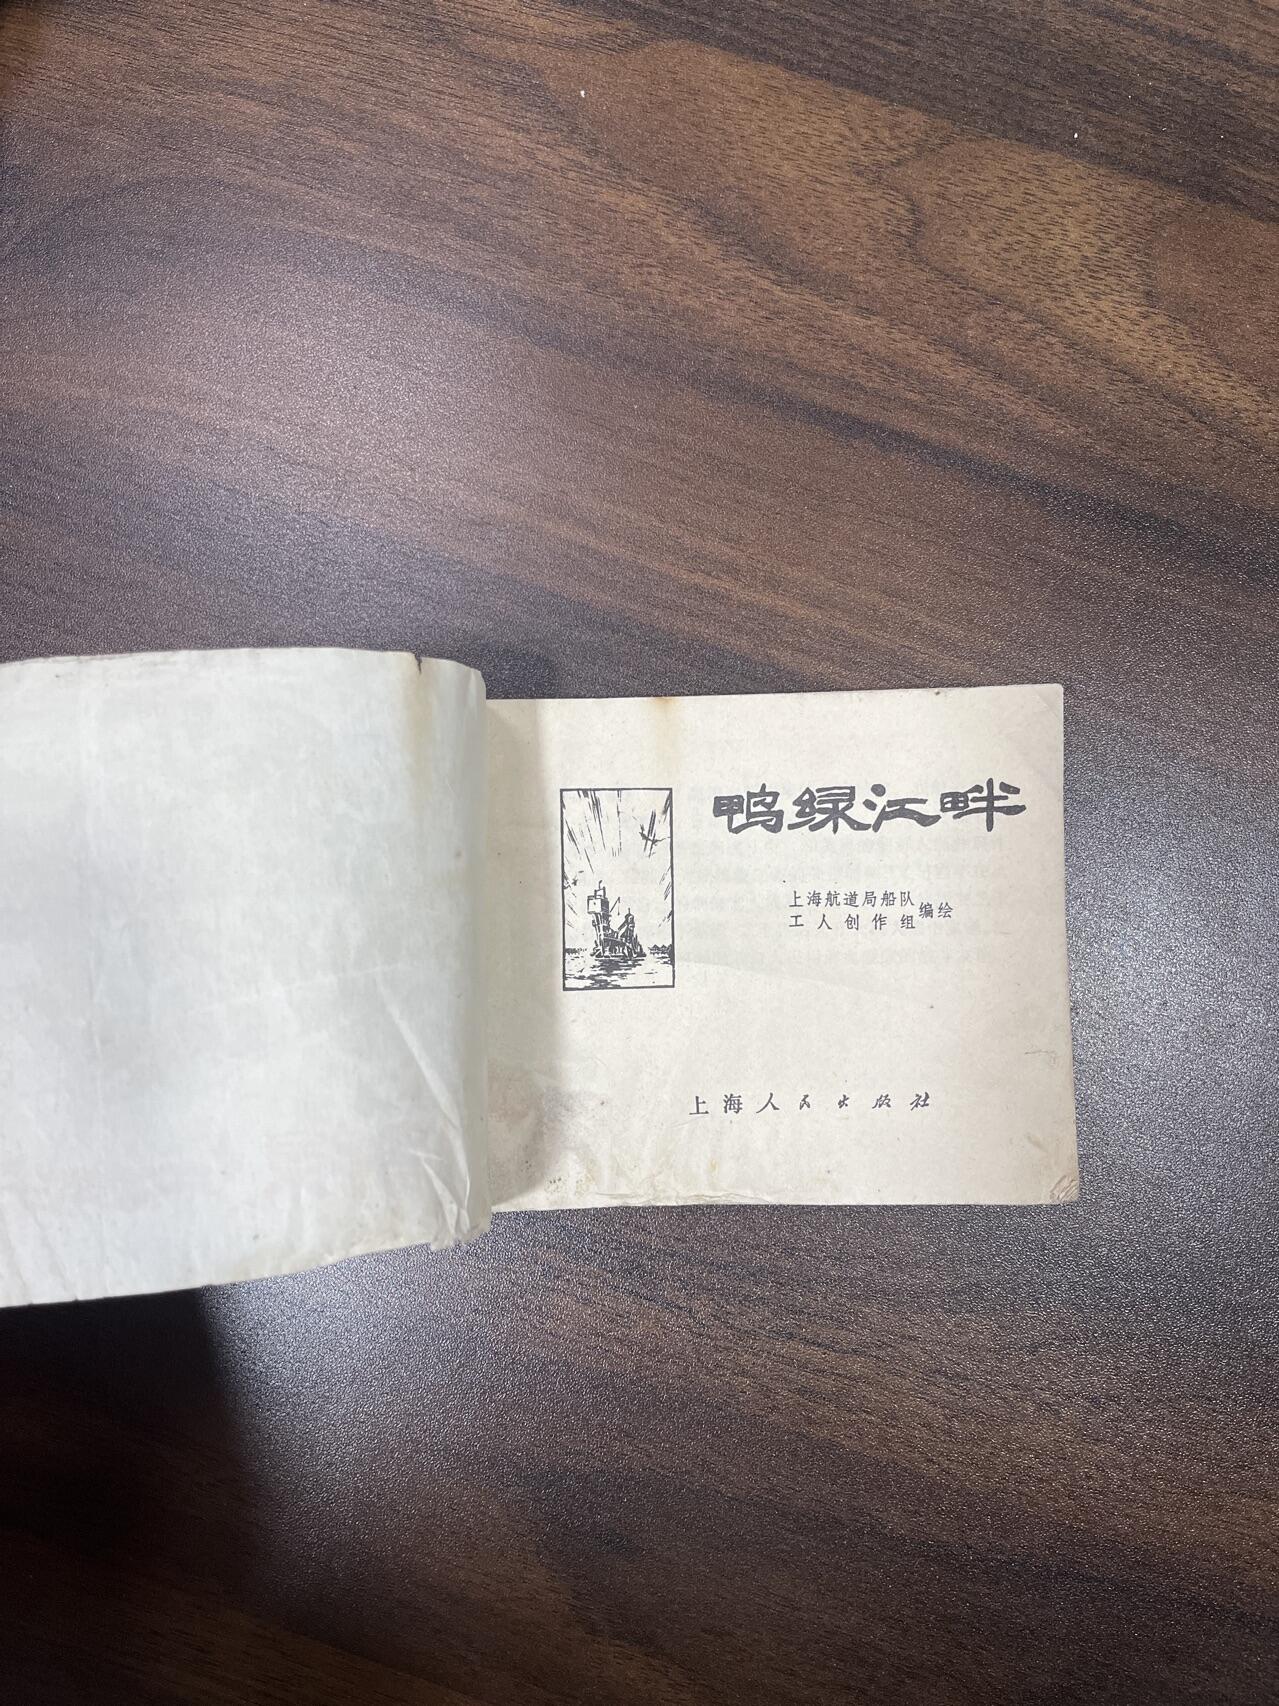 鸭绿江畔
上海航道局船队
工人创作组编绘
上海人民出版社